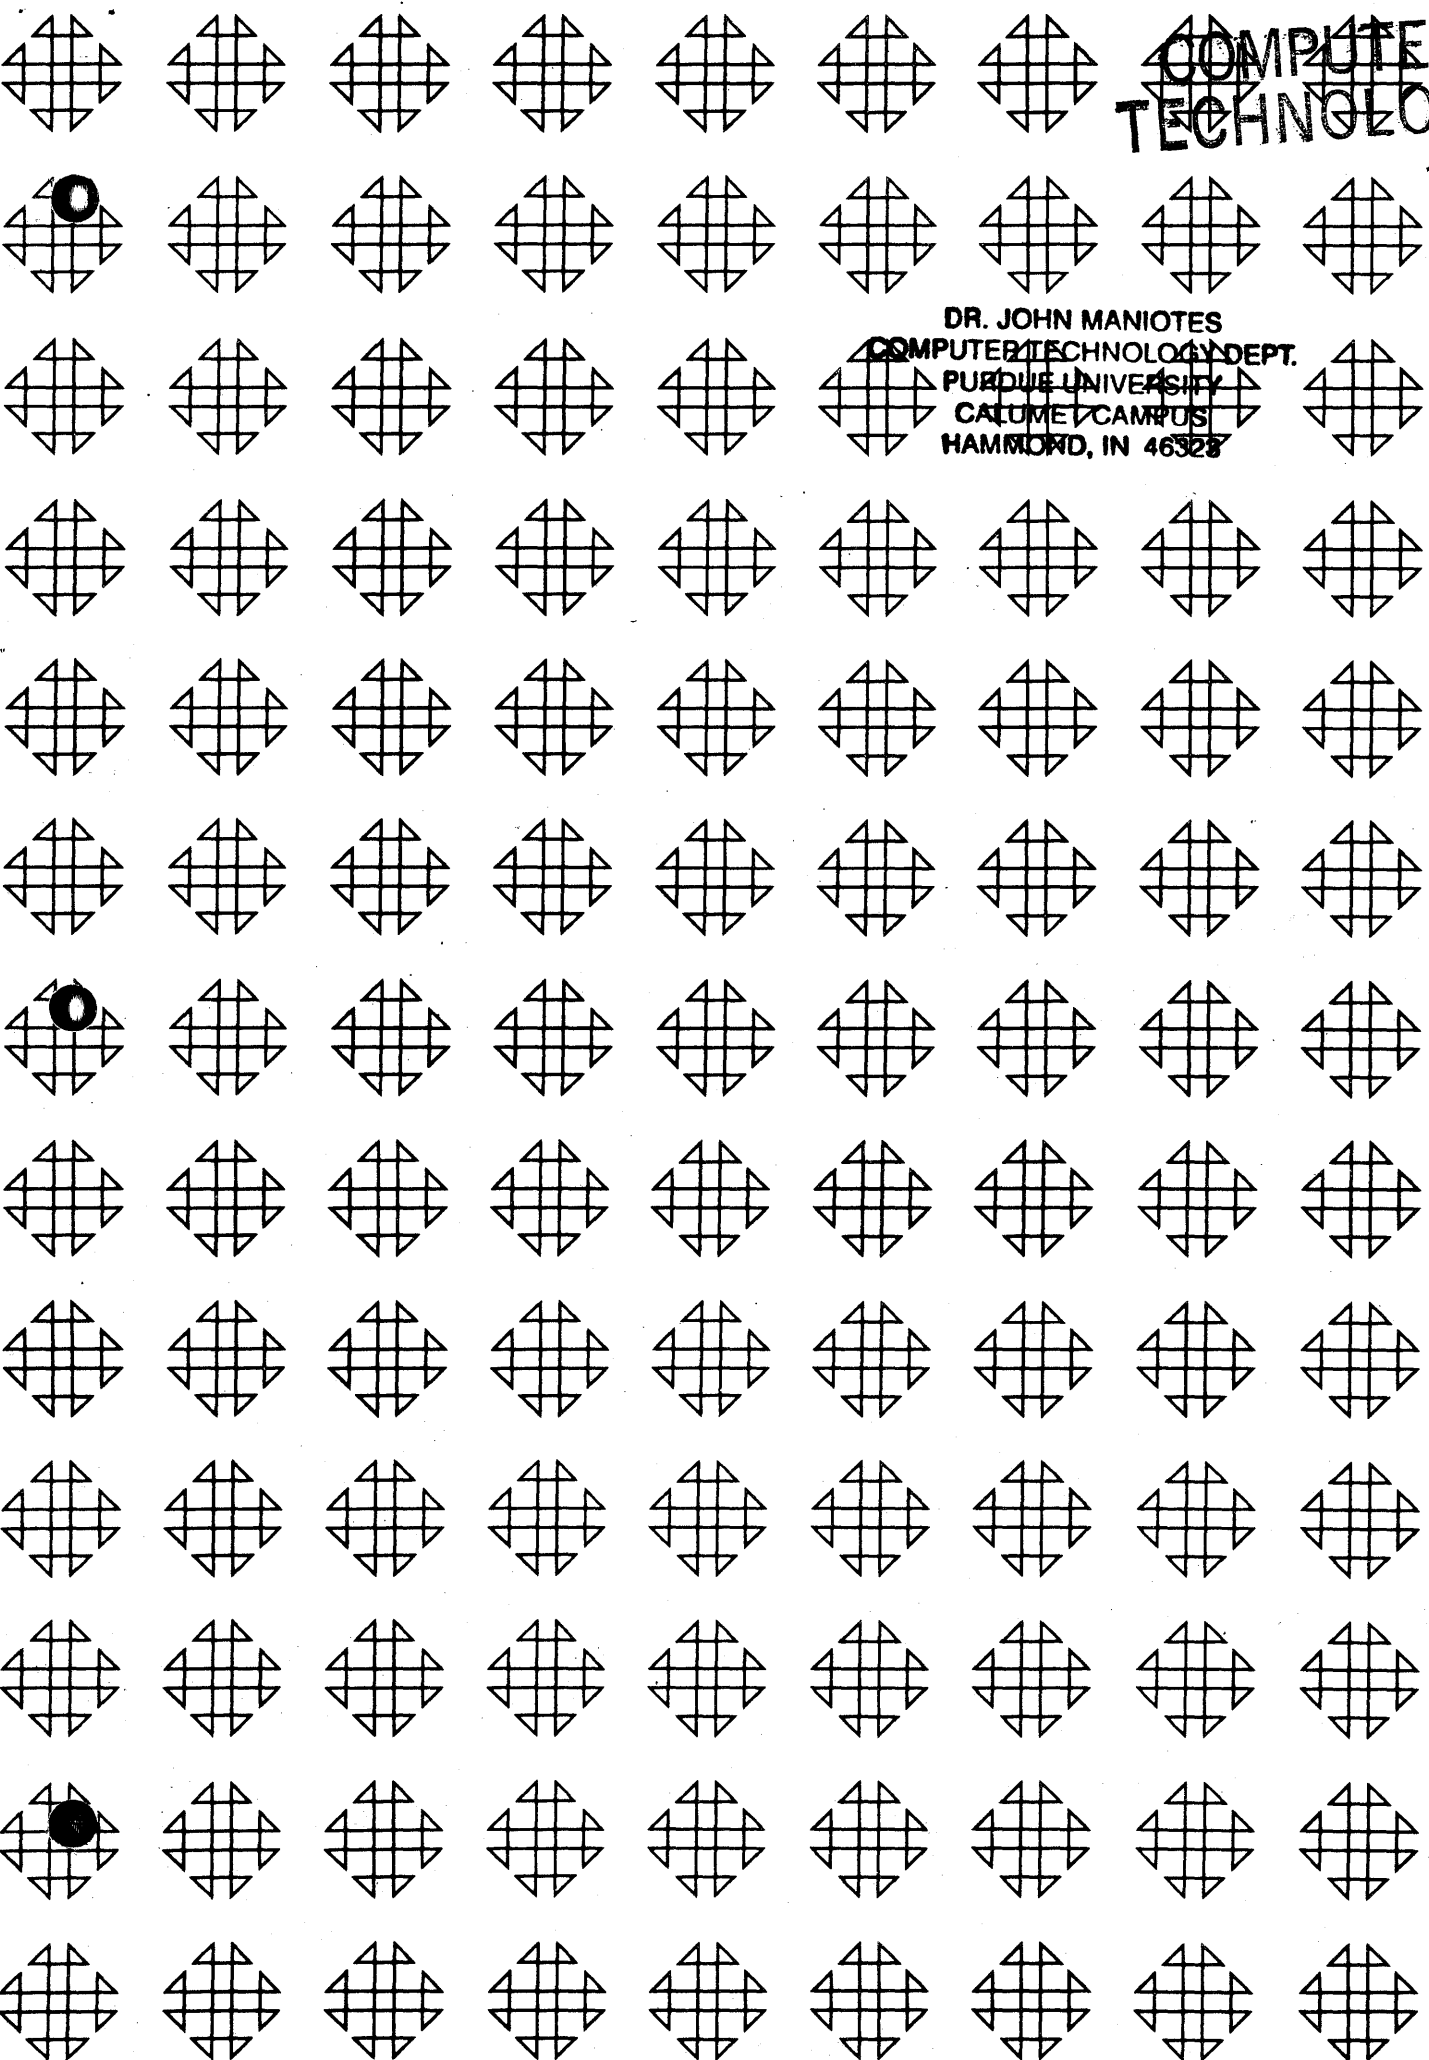 COMPUTE
TECHNOLO
DR. JOHN MANIOTES
COMPUTER TECHNOLOGY DEPT.
PURDUE UNIVERSITY
CALUMET CAMPUS
HAMMOND, IN 46323